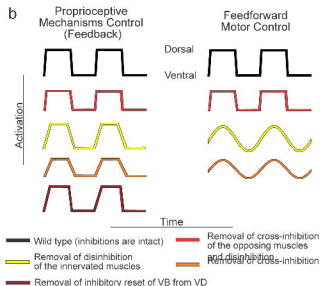 b
Proprioceptive
Mechanisms Control
(Feedback)
Feedforward
Motor Control
Dorsal
Ventral
Activation
Time
Wild type (inhibitions are intact)
Removal of disinhibition
of the innervated muscles
Removal of inhibitory reset of VB from VD
Removal of cross-inhibition
of the opposing muscles
and disinhibition
Removal of cross-inhibition